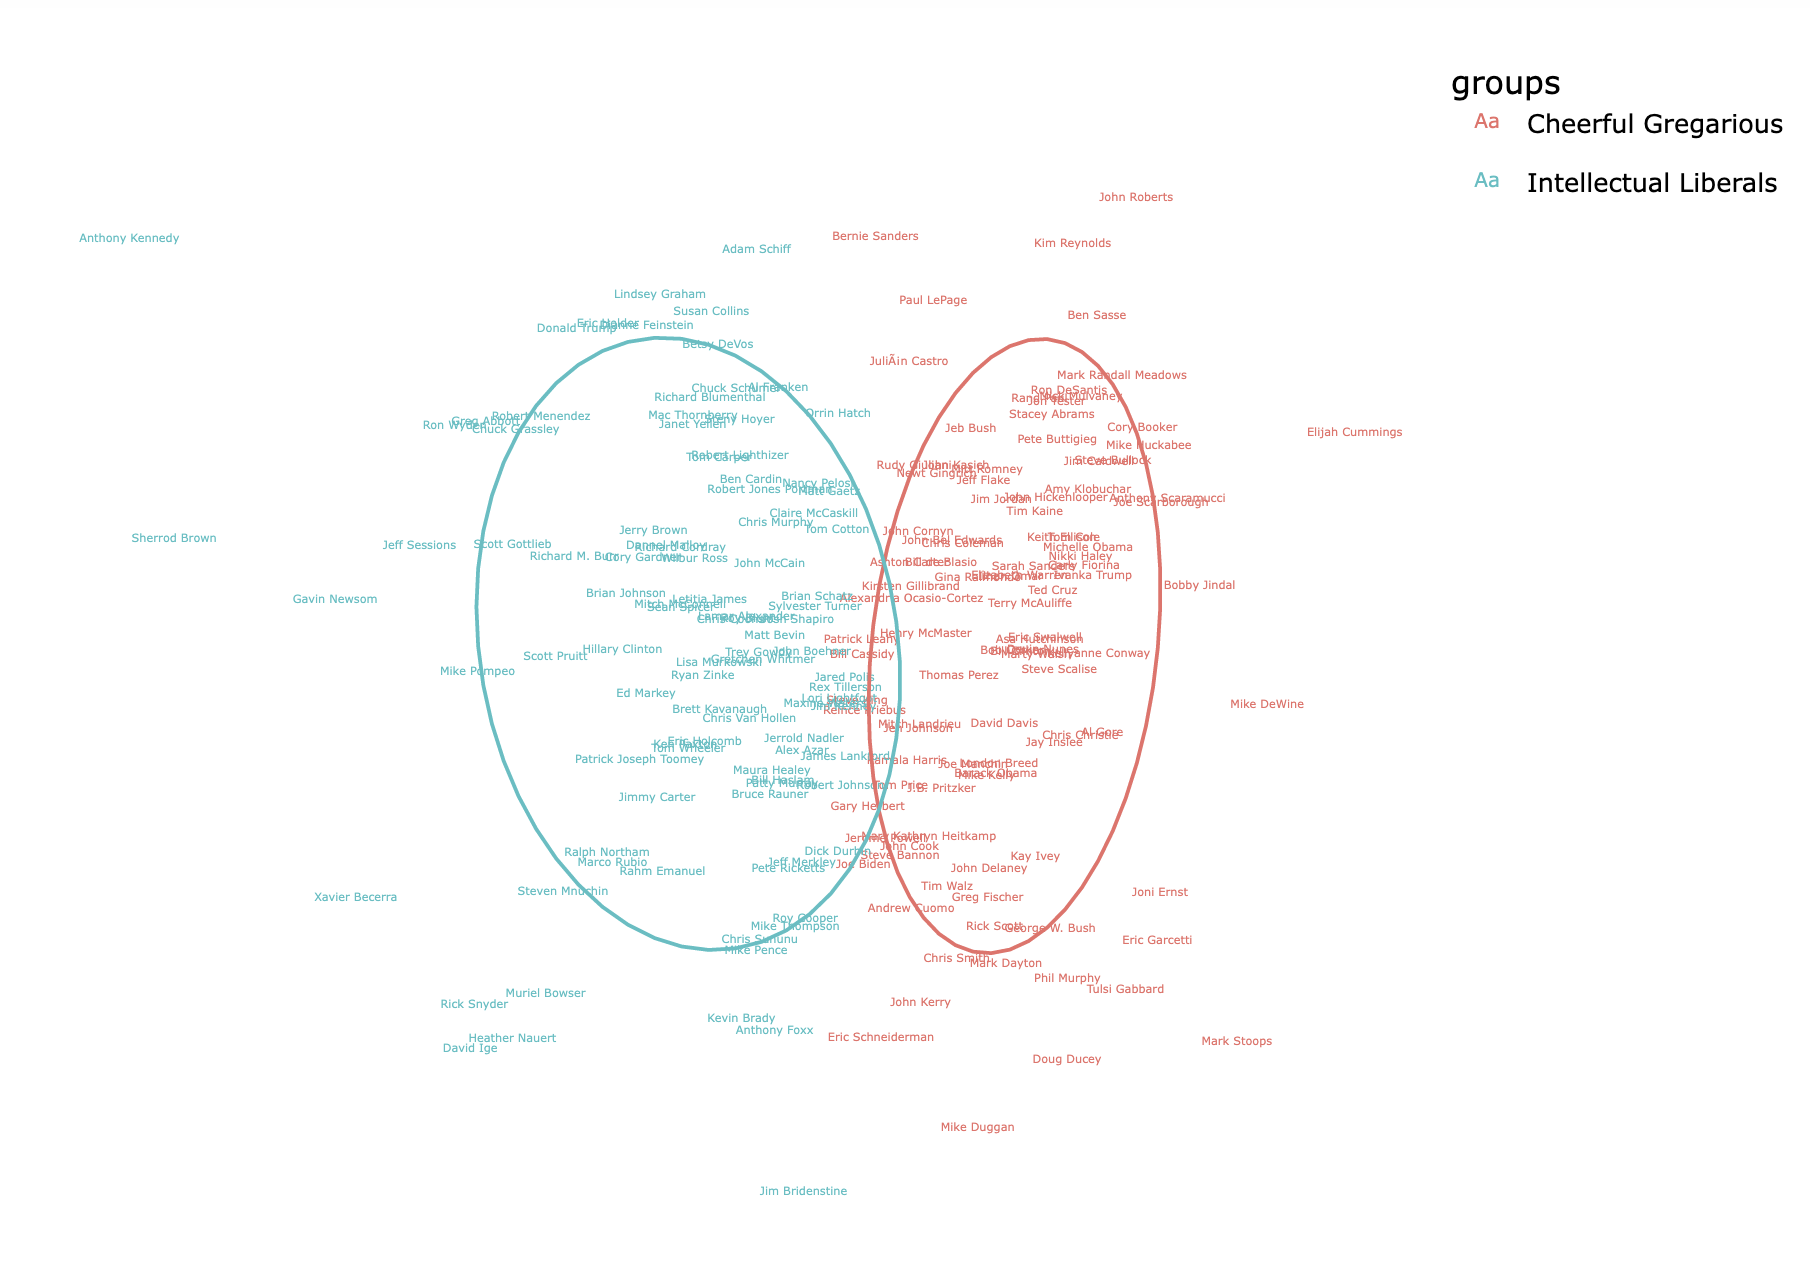 groups
Aa Cheerful Gregarious
Aa Intellectual Liberals
John Roberts
Anthony Kennedy
Bernie Sanders
Kim Reynolds
Adam Schiff
Lindsey Graham
Paul LePage
Susan Collins
Ben Sasse
Eric Holder
Dianne Feinstein
Donald Trump
Betsy DeVos
JuliÃin Castro
Mark Randall Meadows
Chuck Schumer
Al Franken
Ron DeSantis
Richard Blumenthal
Mick Mulvaney
Rand
Jon Tester
Orrin Hatch
Stacey Abrams
Mac Thornberry
Robert Menendez
Steny Hoyer
Greg Abbott
Janet Yellen
Ron Wyden
Chuck Grassley
Jeb Bush
Cory Booker
Elijah Cummings
Pete Buttigieg
Mike Huckabee
Robert Lighthizer
Tom Carper
Steve Bullock
Jim Caldwell
Rudy Giuliani
John Kasich
Mitt Romney
Newt Gingrich
Ben Cardin
Jeff Flake
Nancy Pelosi
Robert Jones Portman
Matt Gaetz
Amy Klobuchar
John Hickenlooper
Jim Jordan
Anthony Scaramucci
Joe Scarborough
Tim Kaine
Claire McCaskill
Chris Murphy
Tom Cotton
Jerry Brown
John Cornyn
Sherrod Brown
Keith Ellison
Tom Cole
John Bel Edwards
Chris Coleman
Jeff Sessions
Scott Gottlieb
Dannel Malloy
Richard Cordray
Michelle Obama
Richard M. Burr
Cory Gardner
Wilbur Ross
Nikki Haley
John McCain
Ashton Carter
Bill de Blasio
Sarah Sanders
Carly Fiorina
Gina Raimondo
Elizabeth Warren
Omar
Ivanka Trump
Kirsten Gillibrand
Bobby Jindal
Ted Cruz
Brian Johnson
Gavin Newsom
Letitia James
Brian Schatz
Alexandria Ocasio-Cortez
Mitch McConnell
Sean Spicer
Sylvester Turner
Terry McAuliffe
Lamar Alexander
Chris Coons
Josh Shapiro
Matt Bevin
Henry McMaster
Patrick Leahy
Asa Hutchinson
Eric Swalwell
Hillary Clinton
Trey Gowdy
John Boehner
Bob
Devin Nunes
Marty Walsh
Kellyanne Conway
Scott Pruitt
Bill Cassidy
Lisa Murkowski
Gretchen Whitmer
Mike Pompeo
Ryan Zinke
Jared Polis
Thomas Perez
Steve Scalise
Ed Markey
Rex Tillerson
Lori Lightfoot
Maxine Waters
Steve King
Mike DeWine
Brett Kavanaugh
Reince Priebus
Chris Van Hollen
Mitch Landrieu
Jeh Johnson
David Davis
Al Gore
Chris Christie
Eric Holcomb
Jerrold Nadler
Jay Inslee
Ken Paxton
Tom Wheeler
Alex Azar
Patrick Joseph Toomey
James Lankford
Kamala Harris
Joe Manchin
London Breed
Maura Healey
Barack Obama
Mike Kelly
Bill Haslam
Patty Murray
Robert Johnson
Tom Price
J.B. Pritzker
Bruce Rauner
Jimmy Carter
Gary Herbert
Jerome Powell
Mary Kathryn Heitkamp
John Cook
Ralph Northam
Dick Durbin
Steve Bannon
Kay Ivey
Marco Rubio
Jeff Merkley
Joe Biden
Rahm Emanuel
Pete Ricketts
John Delaney
Steven Mnuchin
Tim Walz
Joni Ernst
Xavier Becerra
Greg Fischer
Andrew Cuomo
Roy Cooper
Mike Thompson
Rick Scott
George W. Bush
Chris Sununu
Eric Garcetti
Mike Pence
Chris Smith
Mark Dayton
Phil Murphy
Tulsi Gabbard
Muriel Bowser
Rick Snyder
John Kerry
Kevin Brady
Anthony Foxx
Heather Nauert
Eric Schneiderman
Mark Stoops
David Ige
Doug Ducey
Mike Duggan
Jim Bridenstine